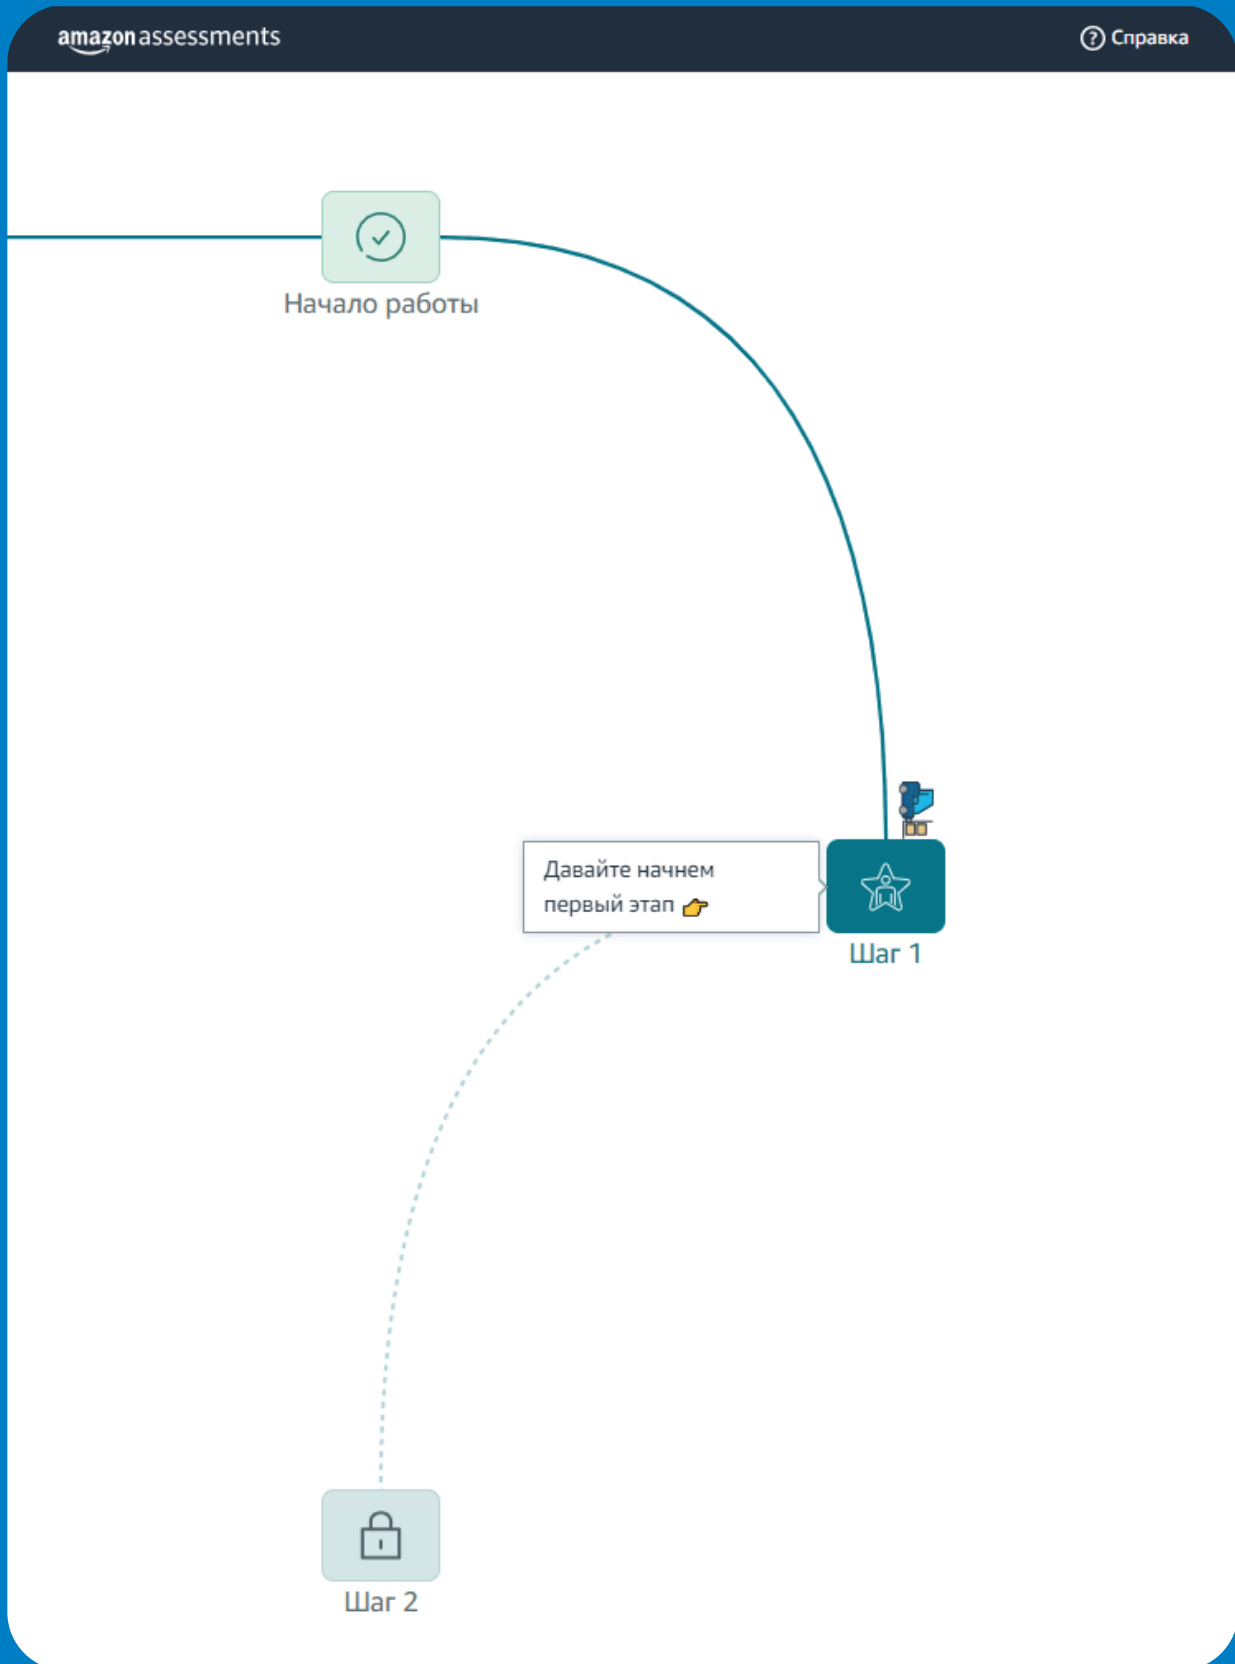 amazon assessments
Справка
Начало работы
Давайте начнем
первый этап 👉
Шаг 1
Шаг 2